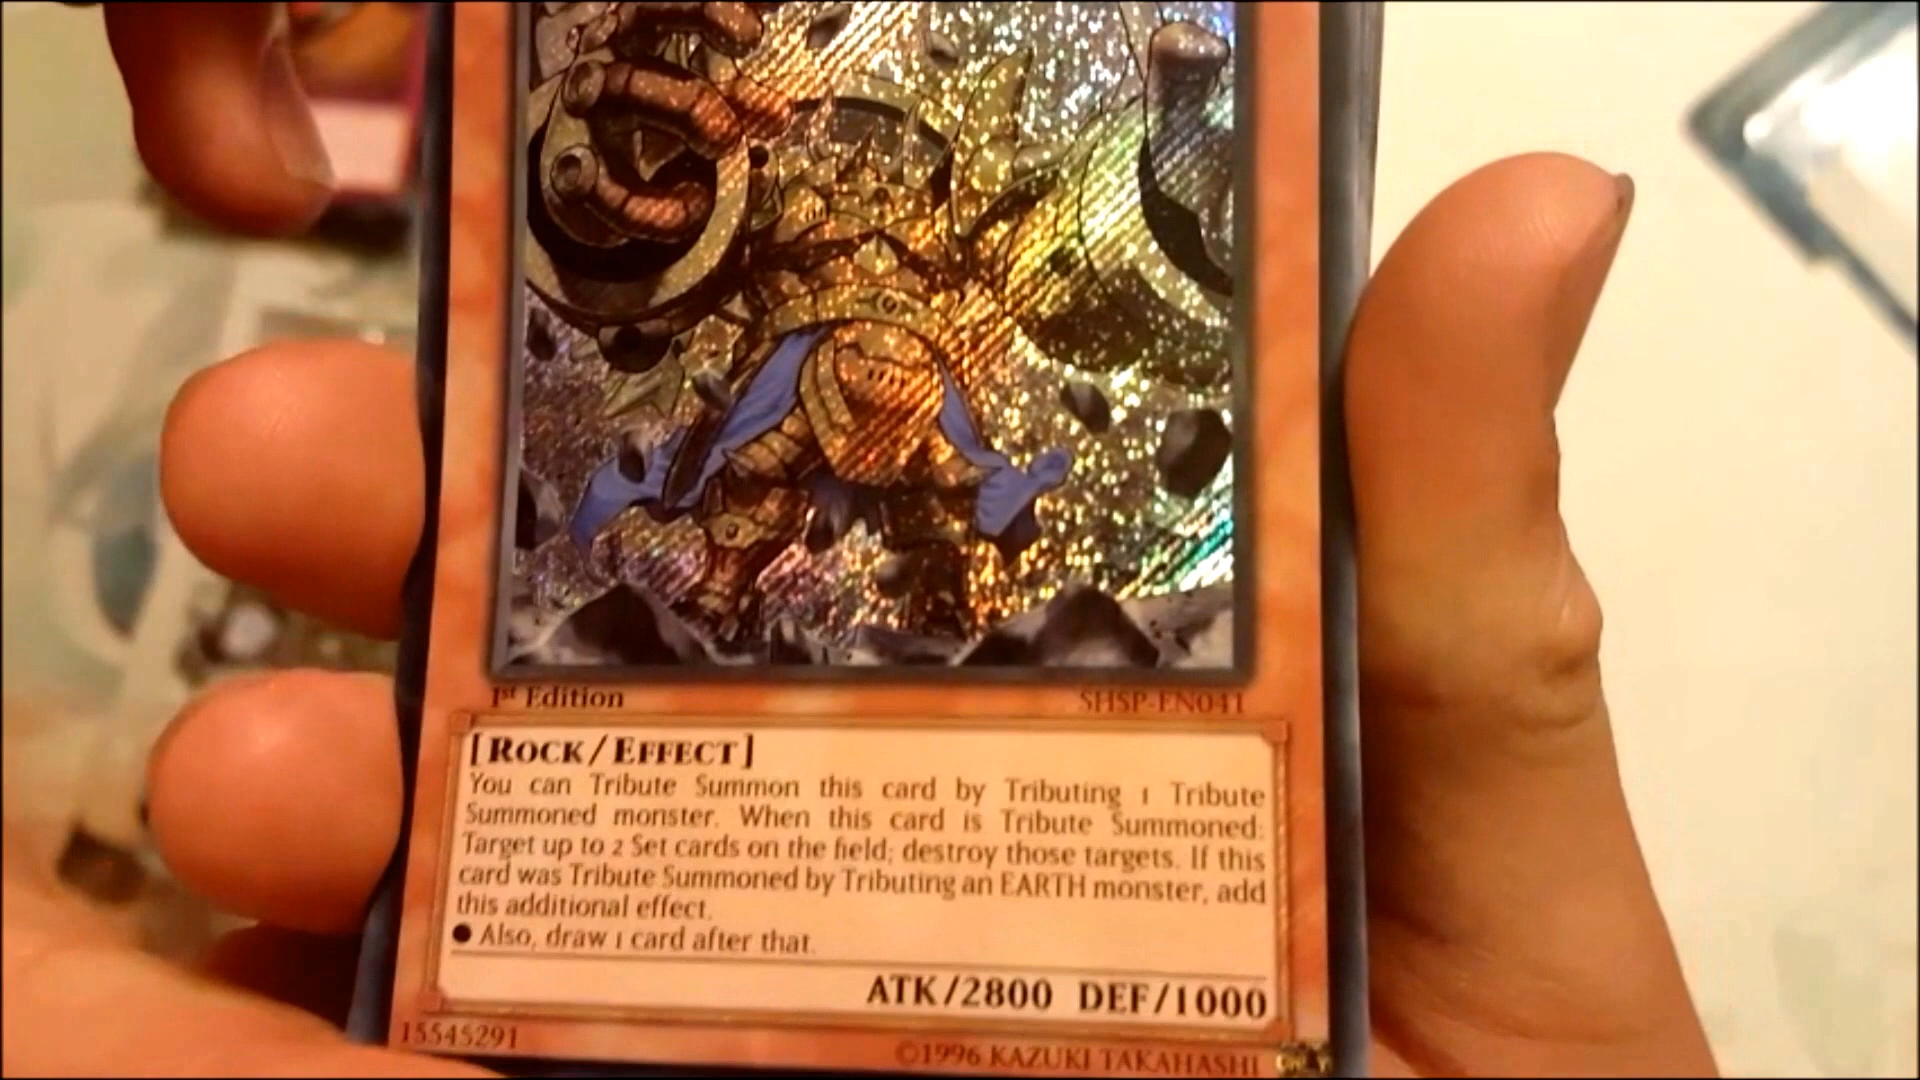 1st Edition
SHSP-EN041
[ROCK/EFFECT]
You can Tribute Summon this card by Tributing 1 Tribute
Summoned monster. When this card is Tribute Summoned:
Target up to 2 Set cards on the field; destroy those targets. If this
card was Tribute Summoned by Tributing an EARTH monster, add
this additional effect.
● Also, draw 1 card after that.
ATK/2800 DEF/1000
15545291
©1996 KAZUKI TAKAHASHI